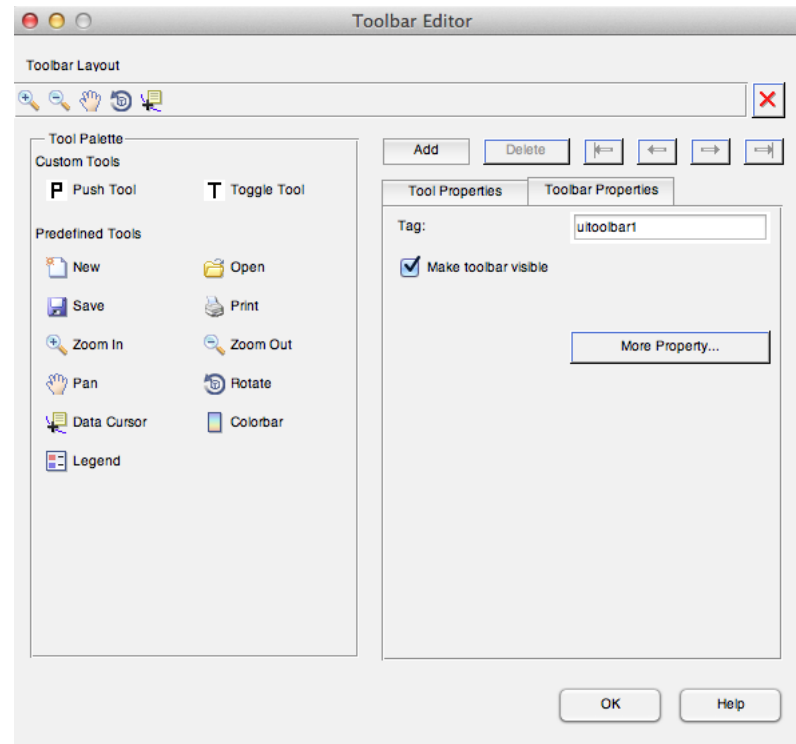 Toolbar Editor
Toolbar Layout
Tool Palette
Custom Tools
P Push Tool T Toggle Tool
Predefined Tools
New Open
Save Print
Zoom In Zoom Out
Pan Rotate
Data Cursor Colorbar
Legend
Add Delete
Tool Properties Toolbar Properties
Tag: uitoolbar1
Make toolbar visible
More Property...
OK Help